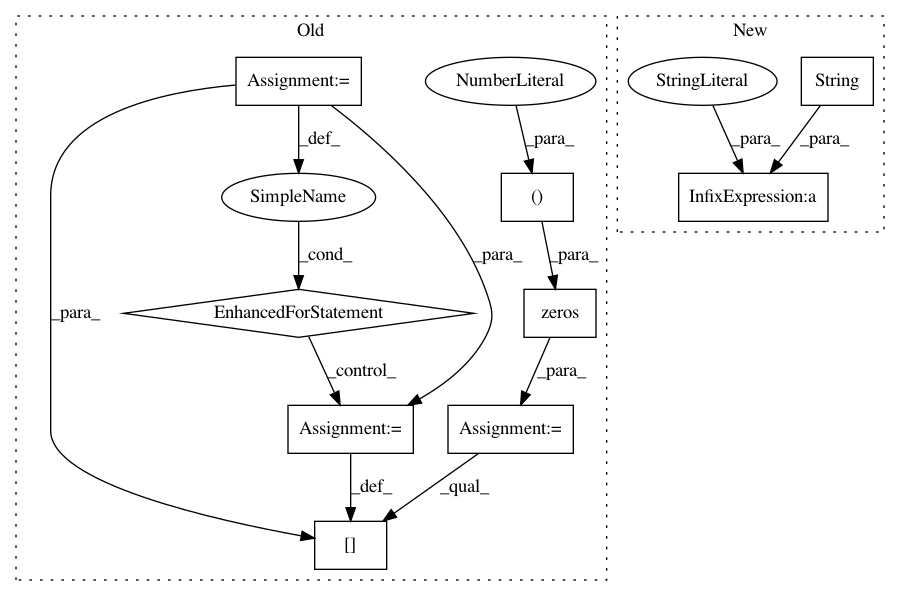 Old
New
Assignment:=
NumberLiteral
StringLiteral
String
_def_
_para_
_para_
_para_
SimpleName
()
InfixExpression:a
_cond_
_para_
_para_
_para_
EnhancedForStatement
zeros
_control_
_para_
Assignment:=
Assignment:=
_def_
_qual_
[]